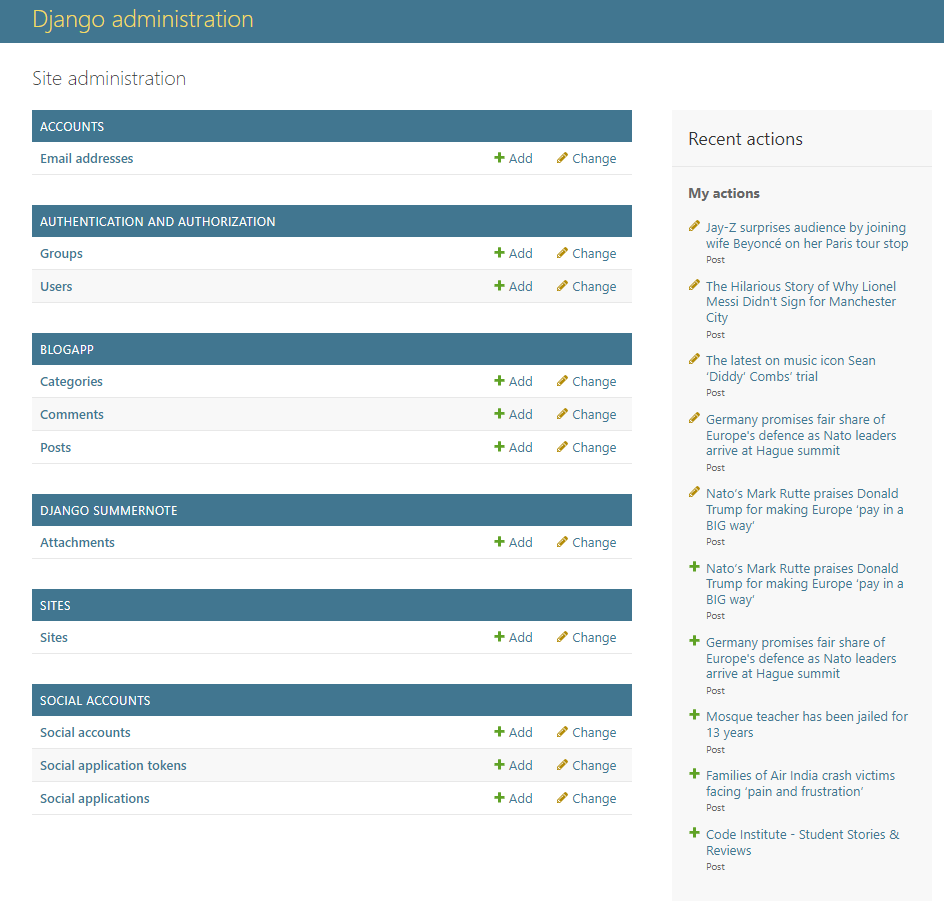 Django administration
Site administration
ACCOUNTS
Email addresses Add Change
AUTHENTICATION AND AUTHORIZATION
Groups Add Change
Users Add Change
BLOGAPP
Categories Add Change
Comments Add Change
Posts Add Change
DJANGO SUMMERNOTE
Attachments Add Change
SITES
Sites Add Change
SOCIAL ACCOUNTS
Social accounts Add Change
Social application tokens Add Change
Social applications Add Change
Recent actions
My actions
Jay-Z surprises audience by joining
wife Beyoncé on her Paris tour stop
Post
The Hilarious Story of Why Lionel
Messi Didn't Sign for Manchester
City
Post
The latest on music icon Sean
‘Diddy’ Combs’ trial
Post
Germany promises fair share of
Europe's defence as Nato leaders
arrive at Hague summit
Post
Nato’s Mark Rutte praises Donald
Trump for making Europe ‘pay in a
BIG way’
Post
Nato’s Mark Rutte praises Donald
Trump for making Europe ‘pay in a
BIG way’
Post
Germany promises fair share of
Europe's defence as Nato leaders
arrive at Hague summit
Post
Mosque teacher has been jailed for
13 years
Post
Families of Air India crash victims
facing ‘pain and frustration’
Post
Code Institute - Student Stories &
Reviews
Post